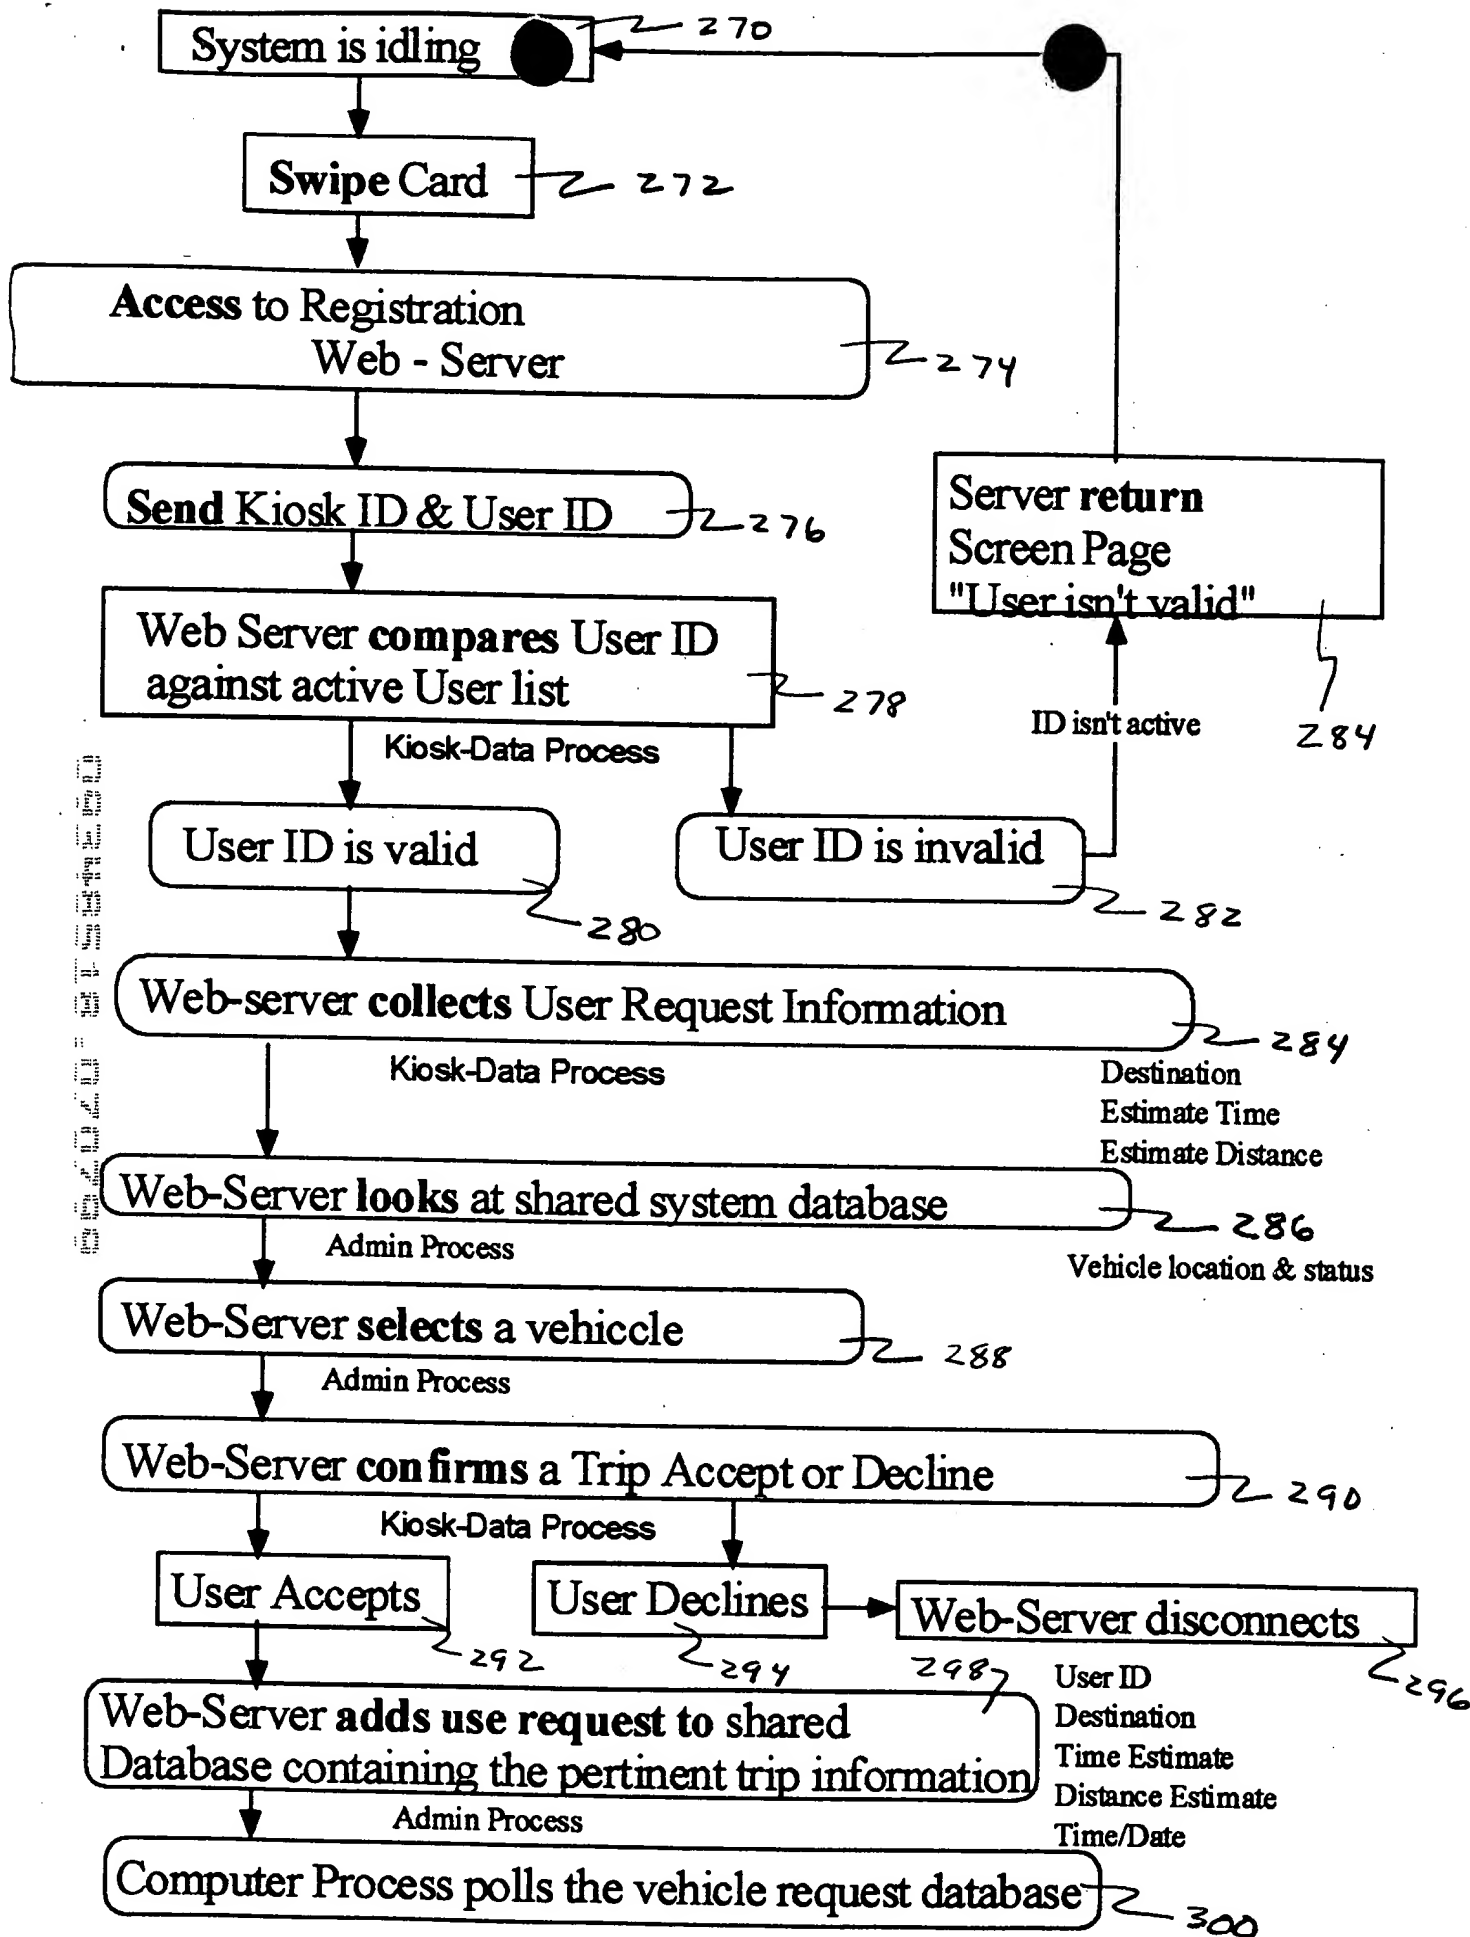 System is idling
270
Swipe Card
272
Access to Registration
Web - Server
274
Send Kiosk ID & User ID
276
Server return
Screen Page
"User isn't valid"
284
Web Server compares User ID
against active User list
278
ID isn't active
Kiosk-Data Process
User ID is valid
280
User ID is invalid
282
Web-server collects User Request Information
284
Kiosk-Data Process
Destination
Estimate Time
Estimate Distance
Web-Server looks at shared system database
286
Admin Process
Vehicle location & status
Web-Server selects a vehiccle
288
Admin Process
Web-Server confirms a Trip Accept or Decline
290
Kiosk-Data Process
User Accepts
292
User Declines
294
Web-Server disconnects
296
298
Web-Server adds use request to shared
Database containing the pertinent trip information
User ID
Destination
Time Estimate
Distance Estimate
Time/Date
Admin Process
Computer Process polls the vehicle request database
300